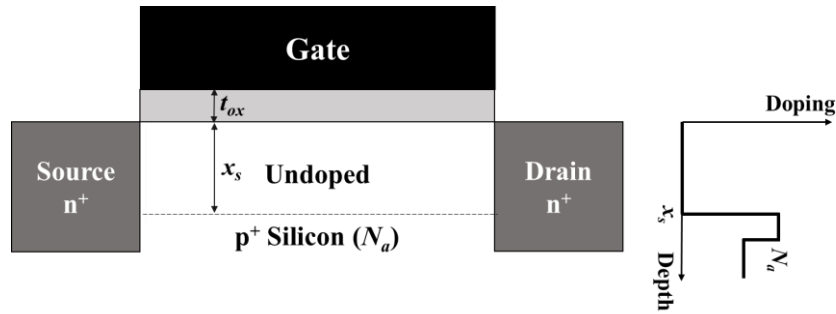 Gate
t_ox
Doping
Source
n⁺
x_s
Undoped
Drain
n⁺
x_s
p⁺ Silicon (N_a)
N_a
Depth